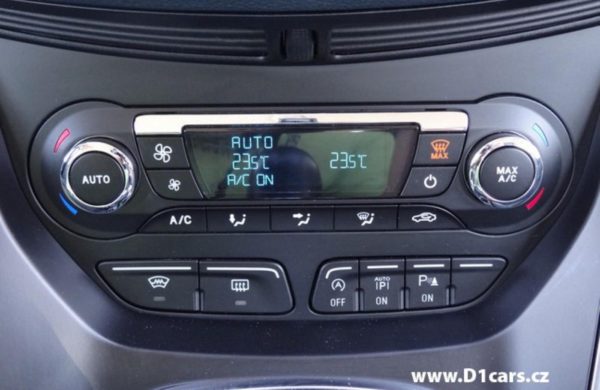 AUTO
23.5°C 23.5°C
A/C ON
MAX
AUTO
MAX
A/C
A/C
A OFF
AUTO
P
ON
P
ON
www.D1cars.cz